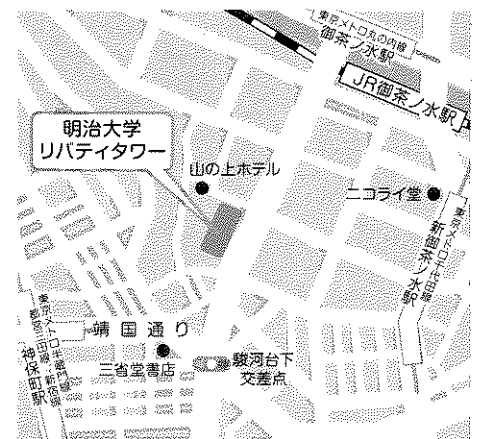 東京メトロ丸の内線
御茶ノ水駅
JR御茶ノ水駅
明治大学
リバティタワー
山の上ホテル
ニコライ堂
東京メトロ千代田線
新御茶ノ水駅
靖国通り
東京メトロ半蔵門線
都営三田線・新宿線
神保町駅
三省堂書店
駿河台下
交差点